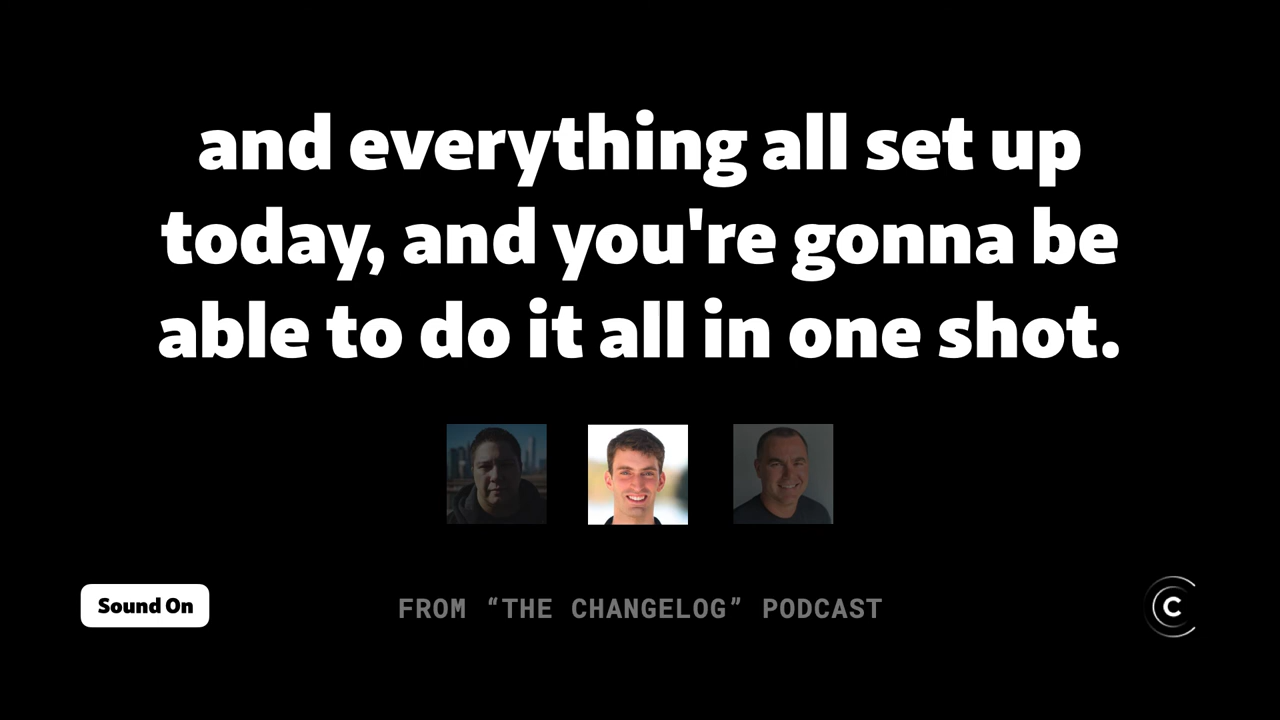 and everything all set up
today, and you're gonna be
able to do it all in one shot.
Sound On
FROM “THE CHANGELOG” PODCAST
C